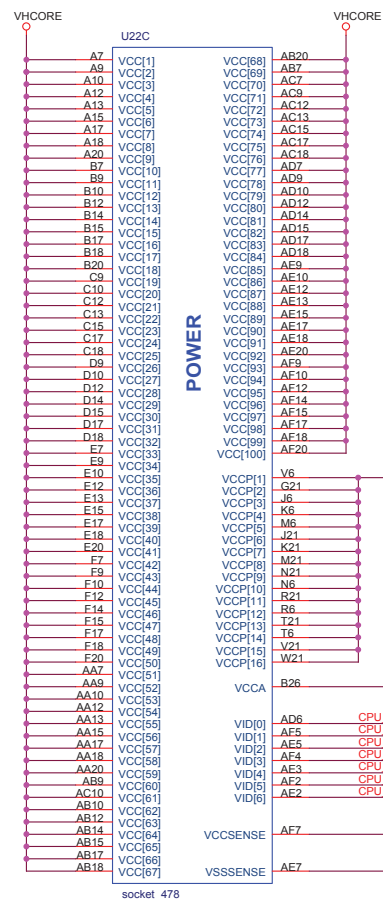 VHCORE
VHCORE
U22C
A7 VCC[1]
A9 VCC[2]
A10 VCC[3]
A12 VCC[4]
A13 VCC[5]
A15 VCC[6]
A17 VCC[7]
A18 VCC[8]
A20 VCC[9]
B7 VCC[10]
B9 VCC[11]
B10 VCC[12]
B12 VCC[13]
B14 VCC[14]
B15 VCC[15]
B17 VCC[16]
B18 VCC[17]
B20 VCC[18]
C9 VCC[19]
C10 VCC[20]
C12 VCC[21]
C13 VCC[22]
C15 VCC[23]
C17 VCC[24]
C18 VCC[25]
D9 VCC[26]
D10 VCC[27]
D12 VCC[28]
D14 VCC[29]
D15 VCC[30]
D17 VCC[31]
D18 VCC[32]
E7 VCC[33]
E9 VCC[34]
E10 VCC[35]
E12 VCC[36]
E13 VCC[37]
E15 VCC[38]
E17 VCC[39]
E18 VCC[40]
E20 VCC[41]
F7 VCC[42]
F9 VCC[43]
F10 VCC[44]
F12 VCC[45]
F14 VCC[46]
F15 VCC[47]
F17 VCC[48]
F18 VCC[49]
F20 VCC[50]
AA7 VCC[51]
AA9 VCC[52]
AA10 VCC[53]
AA12 VCC[54]
AA13 VCC[55]
AA15 VCC[56]
AA17 VCC[57]
AA18 VCC[58]
AA20 VCC[59]
AB9 VCC[60]
AC10 VCC[61]
AB10 VCC[62]
AB12 VCC[63]
AB14 VCC[64]
AB15 VCC[65]
AB17 VCC[66]
AB18 VCC[67]
POWER
VCC[68] AB20
VCC[69] AB7
VCC[70] AC7
VCC[71] AC9
VCC[72] AC12
VCC[73] AC13
VCC[74] AC15
VCC[75] AC17
VCC[76] AC18
VCC[77] AD7
VCC[78] AD9
VCC[79] AD10
VCC[80] AD12
VCC[81] AD14
VCC[82] AD15
VCC[83] AD17
VCC[84] AD18
VCC[85] AE9
VCC[86] AE10
VCC[87] AE12
VCC[88] AE13
VCC[89] AE15
VCC[90] AE17
VCC[91] AE18
VCC[92] AE20
VCC[93] AF9
VCC[94] AF10
VCC[95] AF12
VCC[96] AF14
VCC[97] AF15
VCC[98] AF17
VCC[99] AF18
VCC[100] AF20
VCCP[1] V6
VCCP[2] G21
VCCP[3] J6
VCCP[4] K6
VCCP[5] M6
VCCP[6] J21
VCCP[7] K21
VCCP[8] M21
VCCP[9] N21
VCCP[10] N6
VCCP[11] R21
VCCP[12] R6
VCCP[13] T21
VCCP[14] T6
VCCP[15] V21
VCCP[16] W21
VCCA B26
VID[0] AD6 CPU
VID[1] AF5 CPU
VID[2] AE5 CPU
VID[3] AF4 CPU
VID[4] AE3 CPU
VID[5] AF2 CPU
VID[6] AE2 CPU
VCCSENSE AF7
VSSSENSE AE7
socket 478